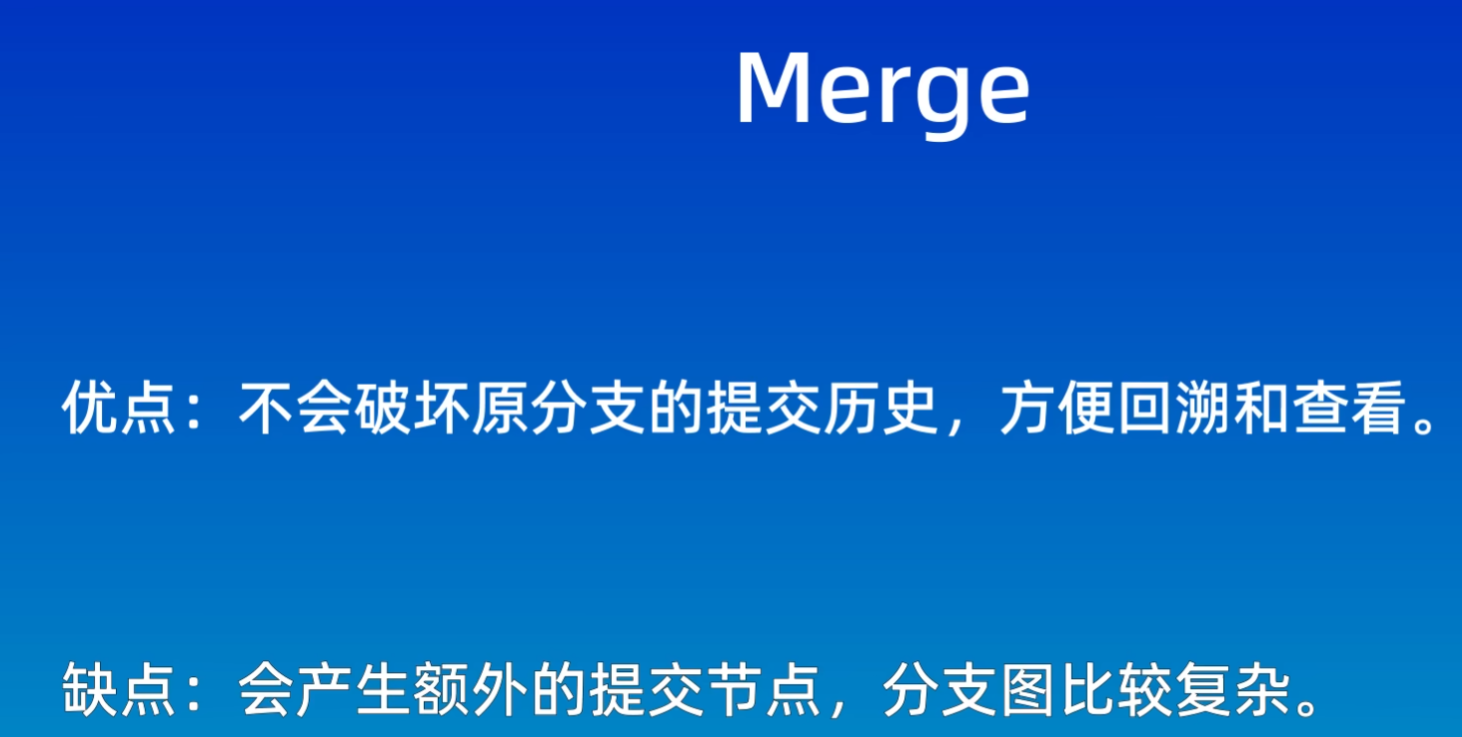 Merge
优点：不会破坏原分支的提交历史，方便回溯和查看。
缺点：会产生额外的提交节点，分支图比较复杂。